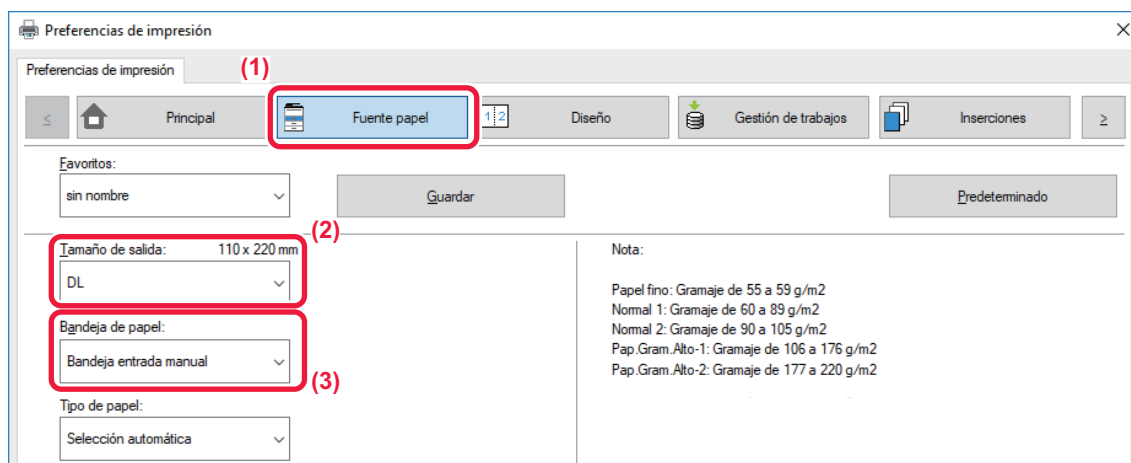 Preferencias de impresión
Preferencias de impresión
(1)
<
Principal
Fuente papel
1 2
Diseño
Gestión de trabajos
Inserciones
>
Favoritos:
sin nombre
Guardar
Predeterminado
(2)
Tamaño de salida: 110 x 220 mm
DL
Bandeja de papel:
Bandeja entrada manual
(3)
Tipo de papel:
Selección automática
Nota:
Papel fino: Gramaje de 55 a 59 g/m2
Normal 1: Gramaje de 60 a 89 g/m2
Normal 2: Gramaje de 90 a 105 g/m2
Pap.Gram.Alto-1: Gramaje de 106 a 176 g/m2
Pap.Gram.Alto-2: Gramaje de 177 a 220 g/m2